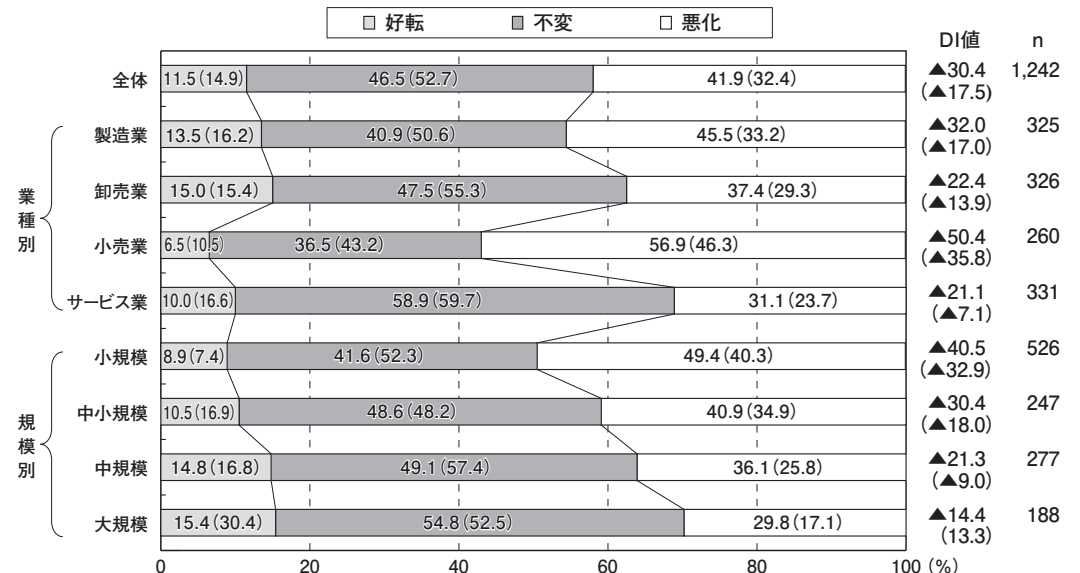 好転 不変 悪化
DI値 n
全体 11.5(14.9) 46.5(52.7) 41.9(32.4) ▲30.4 1,242
(▲17.5)
製造業 13.5(16.2) 40.9(50.6) 45.5(33.2) ▲32.0 325
(▲17.0)
卸売業 15.0(15.4) 47.5(55.3) 37.4(29.3) ▲22.4 326
(▲13.9)
業種別
小売業 6.5(10.5) 36.5(43.2) 56.9(46.3) ▲50.4 260
(▲35.8)
サービス業 10.0(16.6) 58.9(59.7) 31.1(23.7) ▲21.1 331
(▲7.1)
小規模 8.9(7.4) 41.6(52.3) 49.4(40.3) ▲40.5 526
(▲32.9)
中小規模 10.5(16.9) 48.6(48.2) 40.9(34.9) ▲30.4 247
(▲18.0)
規模別
中規模 14.8(16.8) 49.1(57.4) 36.1(25.8) ▲21.3 277
(▲9.0)
大規模 15.4(30.4) 54.8(52.5) 29.8(17.1) ▲14.4 188
(13.3)
0 20 40 60 80 100 (%)